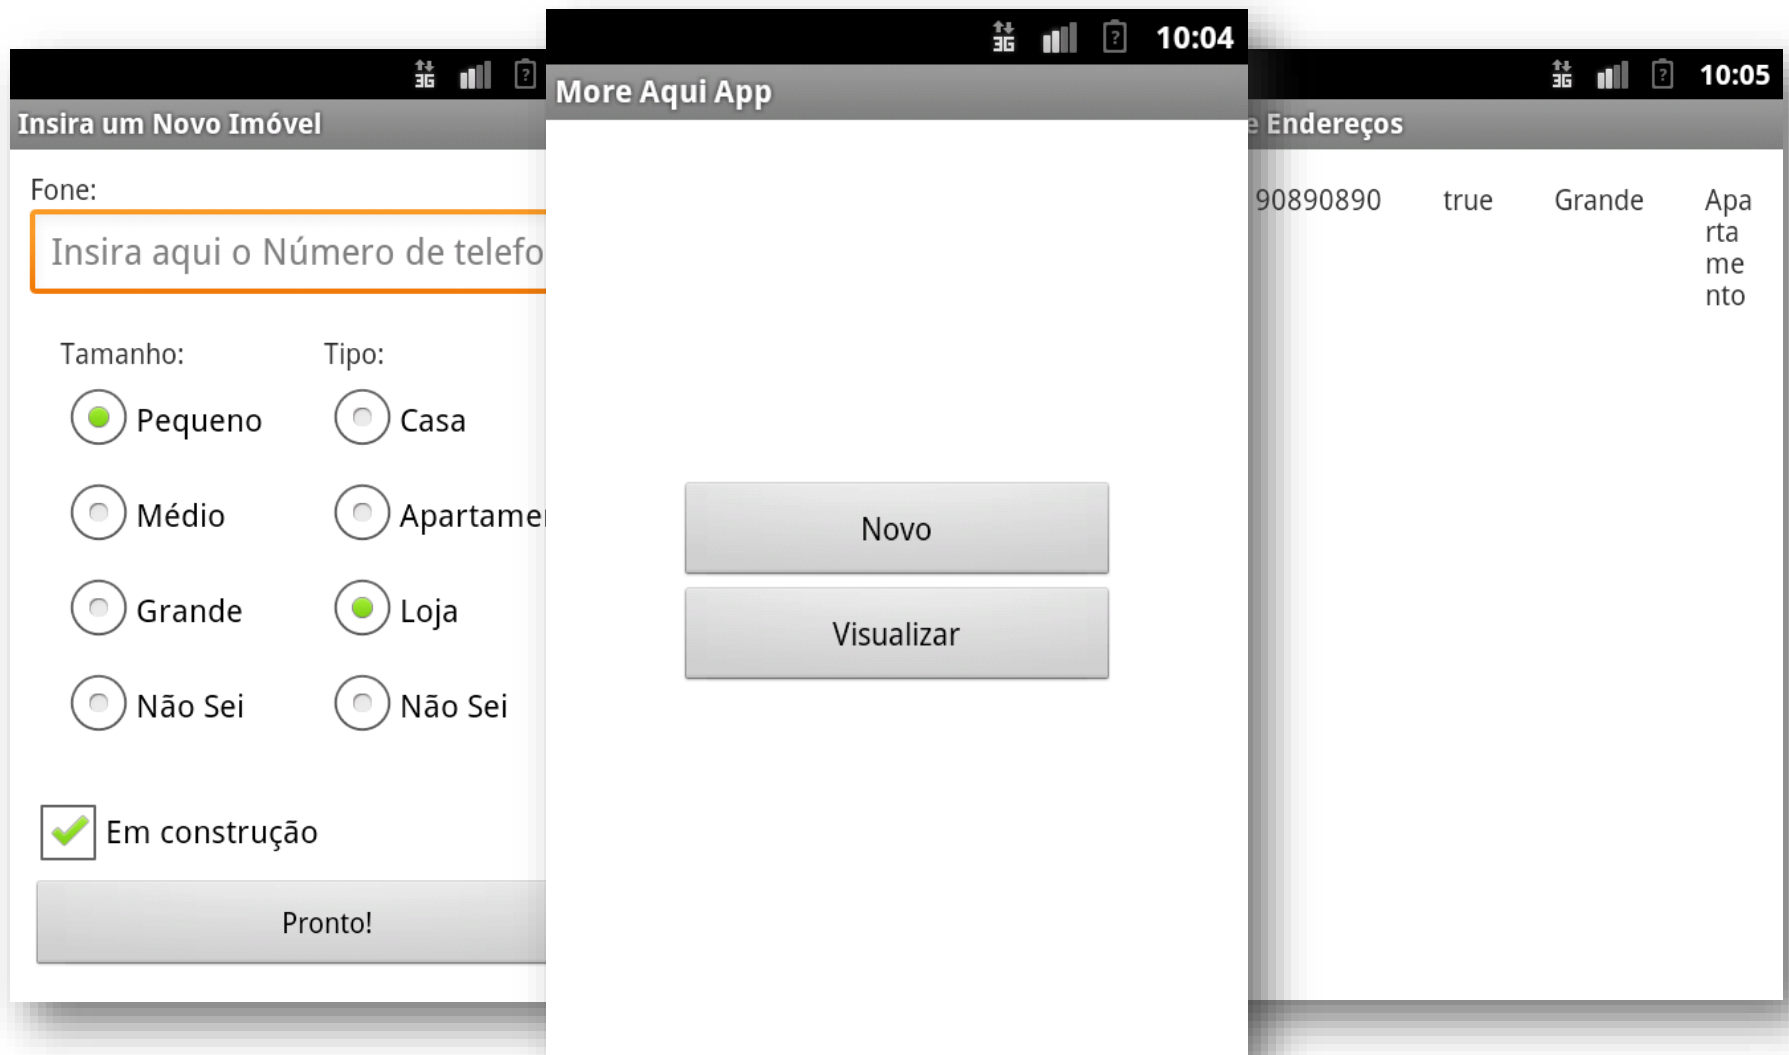 Insira um Novo Imóvel
Fone:
Insira aqui o Número de telefo
Tamanho:
Tipo:
Pequeno
Casa
Médio
Apartame
Grande
Loja
Não Sei
Não Sei
Em construção
Pronto!
3G 10:04
More Aqui App
Novo
Visualizar
3G 10:05
e Endereços
90890890 true Grande Apa
rta
me
nto